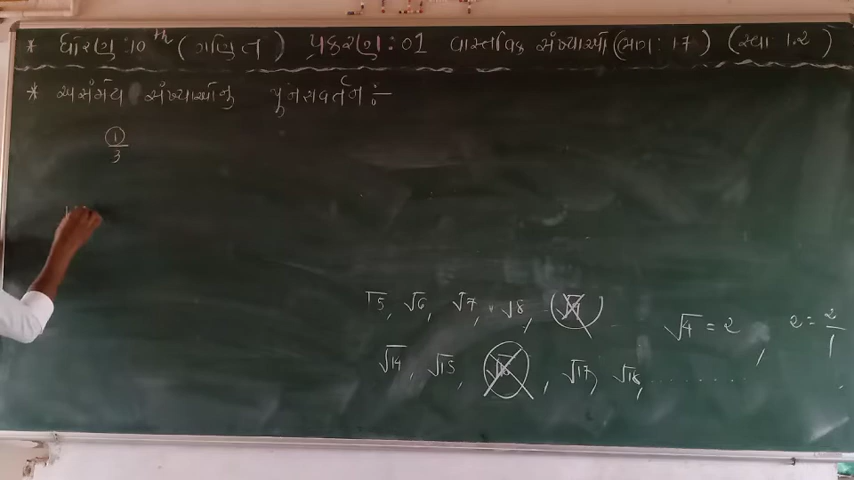 * ધોરણ : 10 th ( ગણિત ) પ્રકરણ : 01 વાસ્તવિક સંખ્યાઓ (ભાગ : 17) (સ્વા 1.2)
* અસંમેય સંખ્યાઓનું પુનરાવર્તન :-
1/3
√5, √6, √7, √8,
√4 = 2, 2 = 2/1
√14, √15, √16, √17, √18, ........